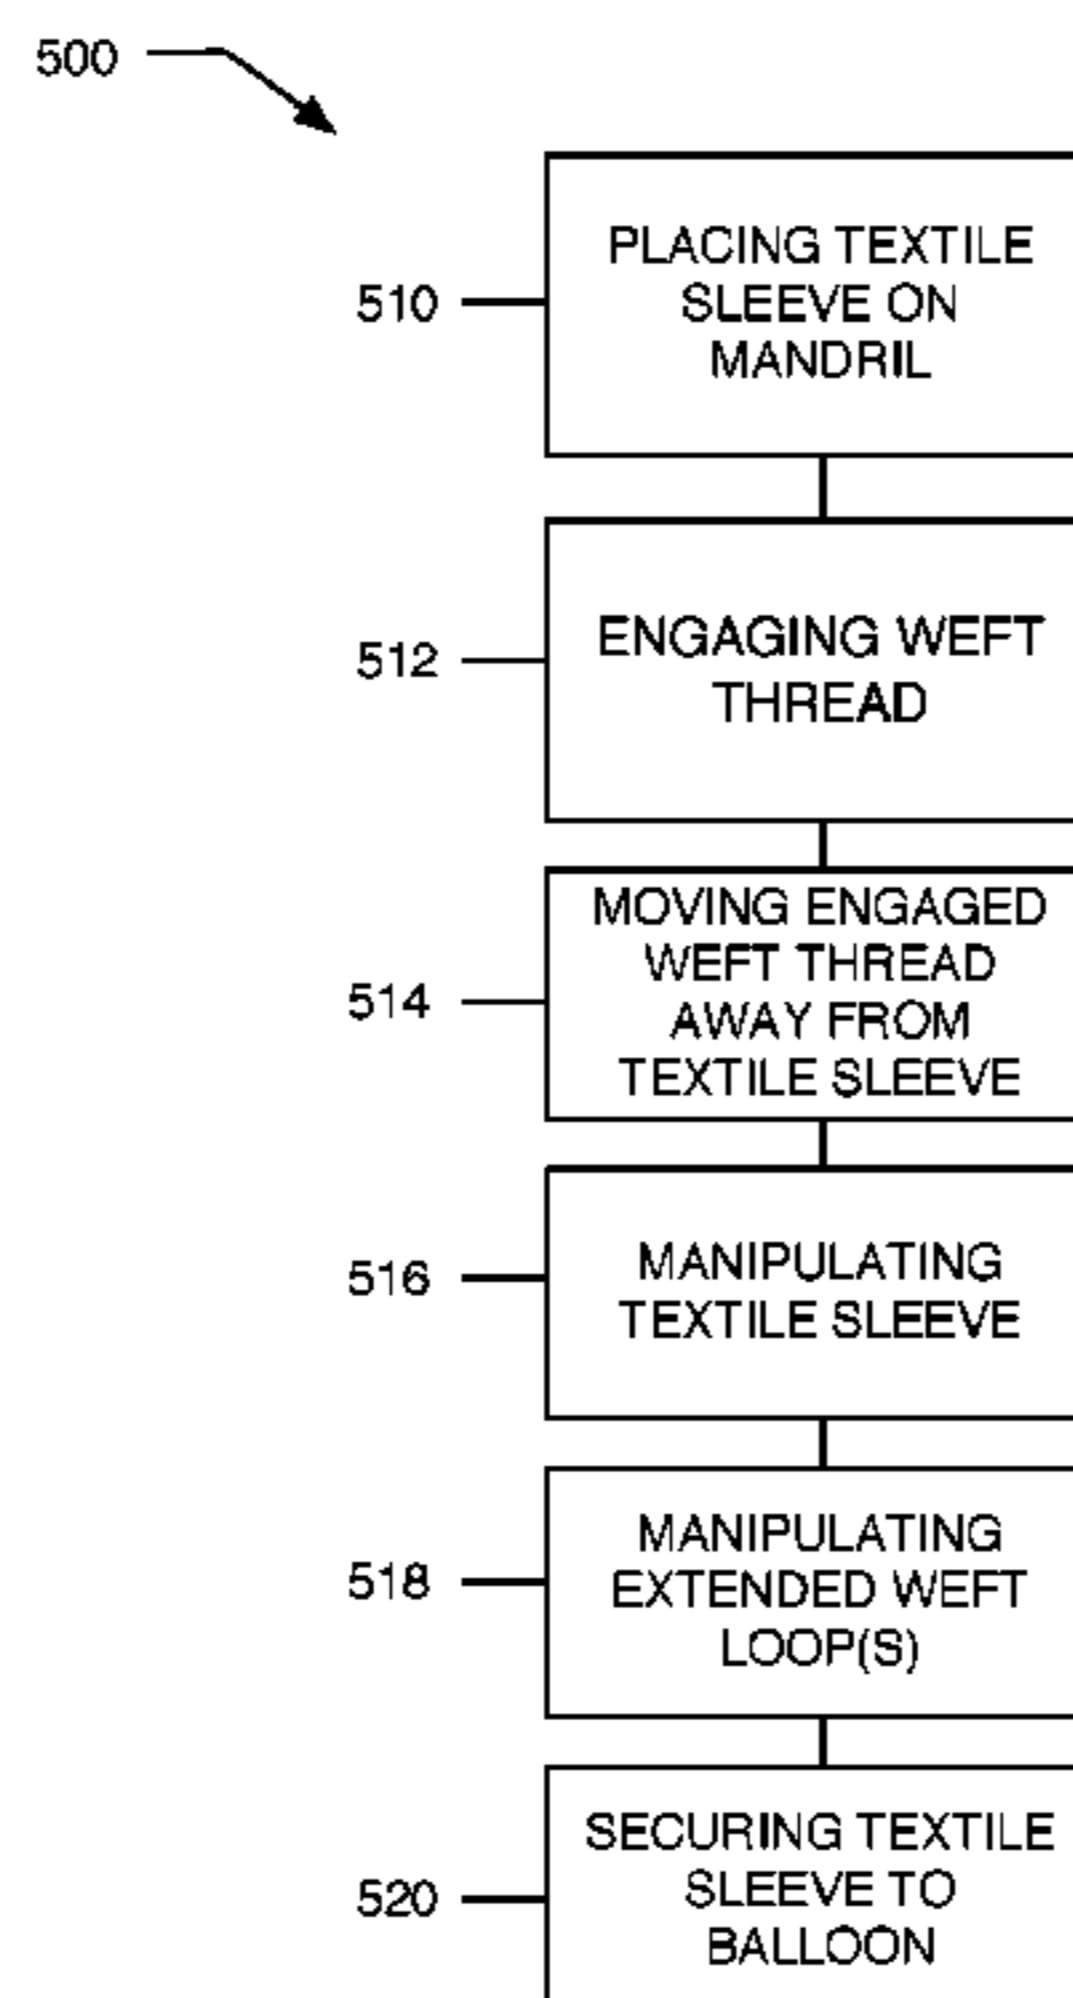 500
PLACING TEXTILE
SLEEVE ON
MANDRIL
510
ENGAGING WEFT
THREAD
512
MOVING ENGAGED
WEFT THREAD
AWAY FROM
TEXTILE SLEEVE
514
MANIPULATING
TEXTILE SLEEVE
516
MANIPULATING
EXTENDED WEFT
LOOP(S)
518
SECURING TEXTILE
SLEEVE TO
BALLOON
520